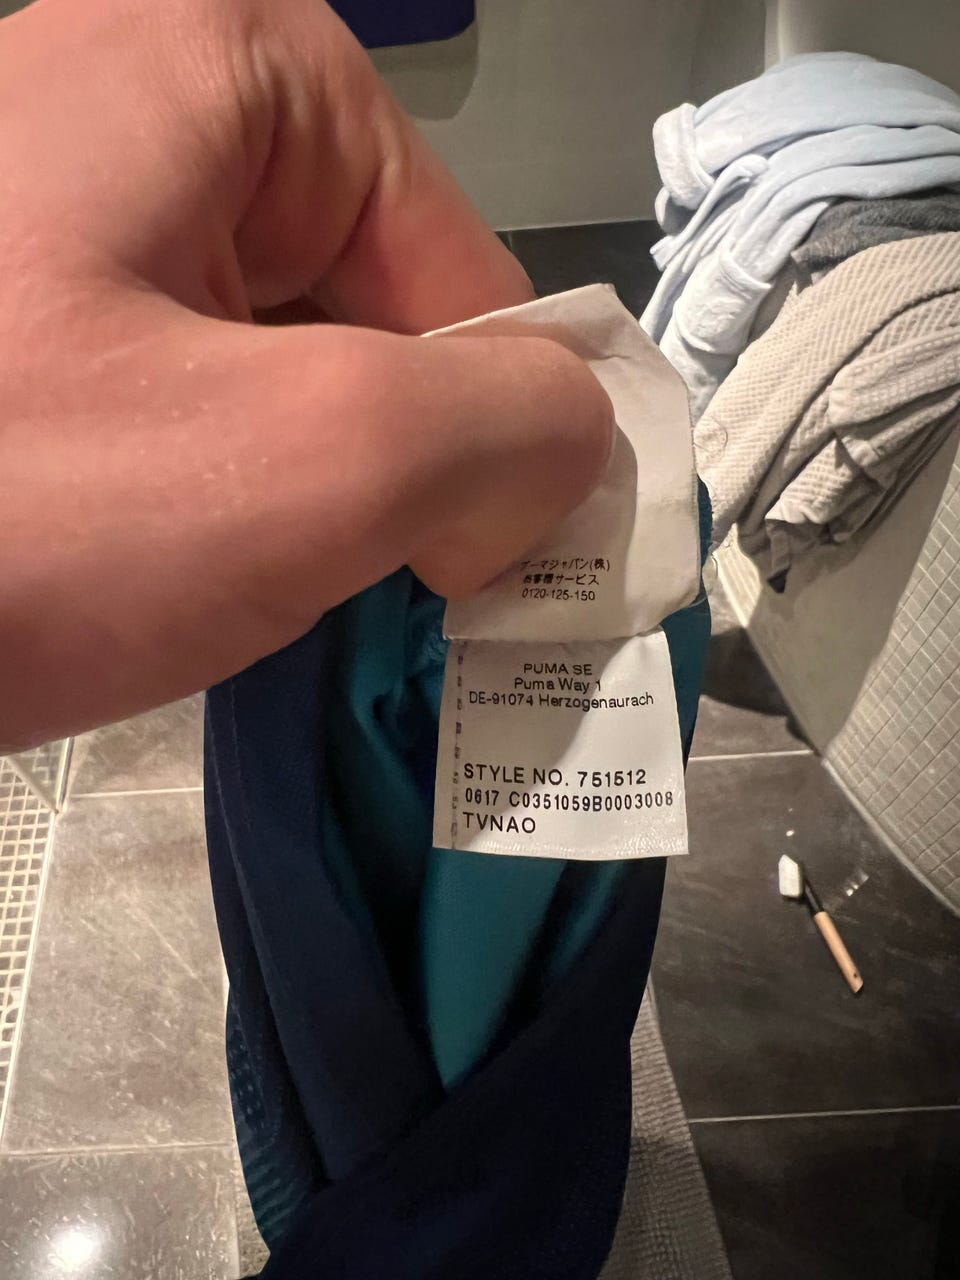 プーマジャパン(株)
お客様サービス
0120-125-150
PUMA SE
Puma Way 1
DE-91074 Herzogenaurach
STYLE NO. 751512
0617 C0351059B0003008
TVNAO